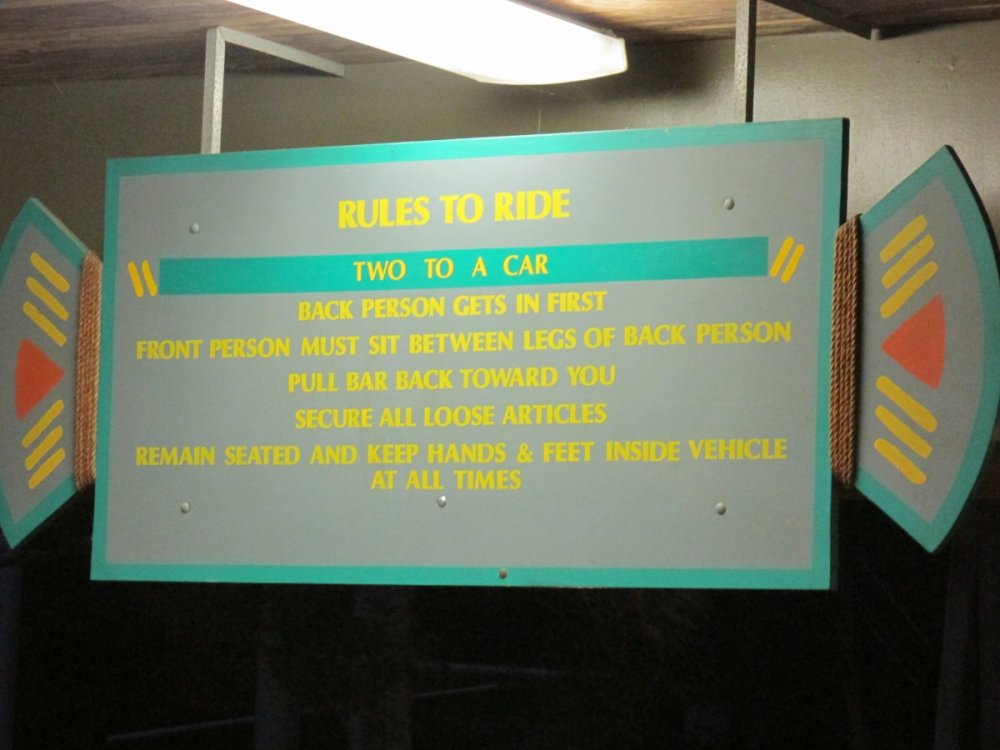 RULES TO RIDE
TWO TO A CAR
BACK PERSON GETS IN FIRST
FRONT PERSON MUST SIT BETWEEN LEGS OF BACK PERSON
PULL BAR BACK TOWARD YOU
SECURE ALL LOOSE ARTICLES
REMAIN SEATED AND KEEP HANDS & FEET INSIDE VEHICLE
AT ALL TIMES